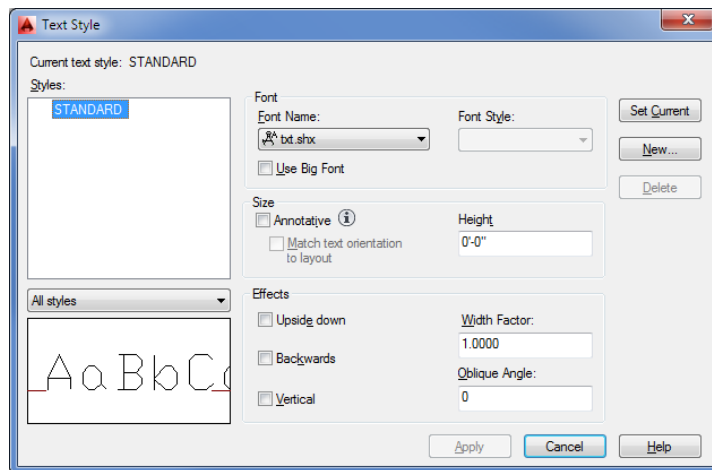 Text Style
Current text style: STANDARD
Styles:
STANDARD
All styles
AaBbCc
Font
Font Name:
txt.shx
Use Big Font
Font Style:
Size
Annotative
Match text orientation
to layout
Height
0'-0"
Effects
Upside down
Backwards
Vertical
Width Factor:
1.0000
Oblique Angle:
0
Set Current
New...
Delete
Apply
Cancel
Help